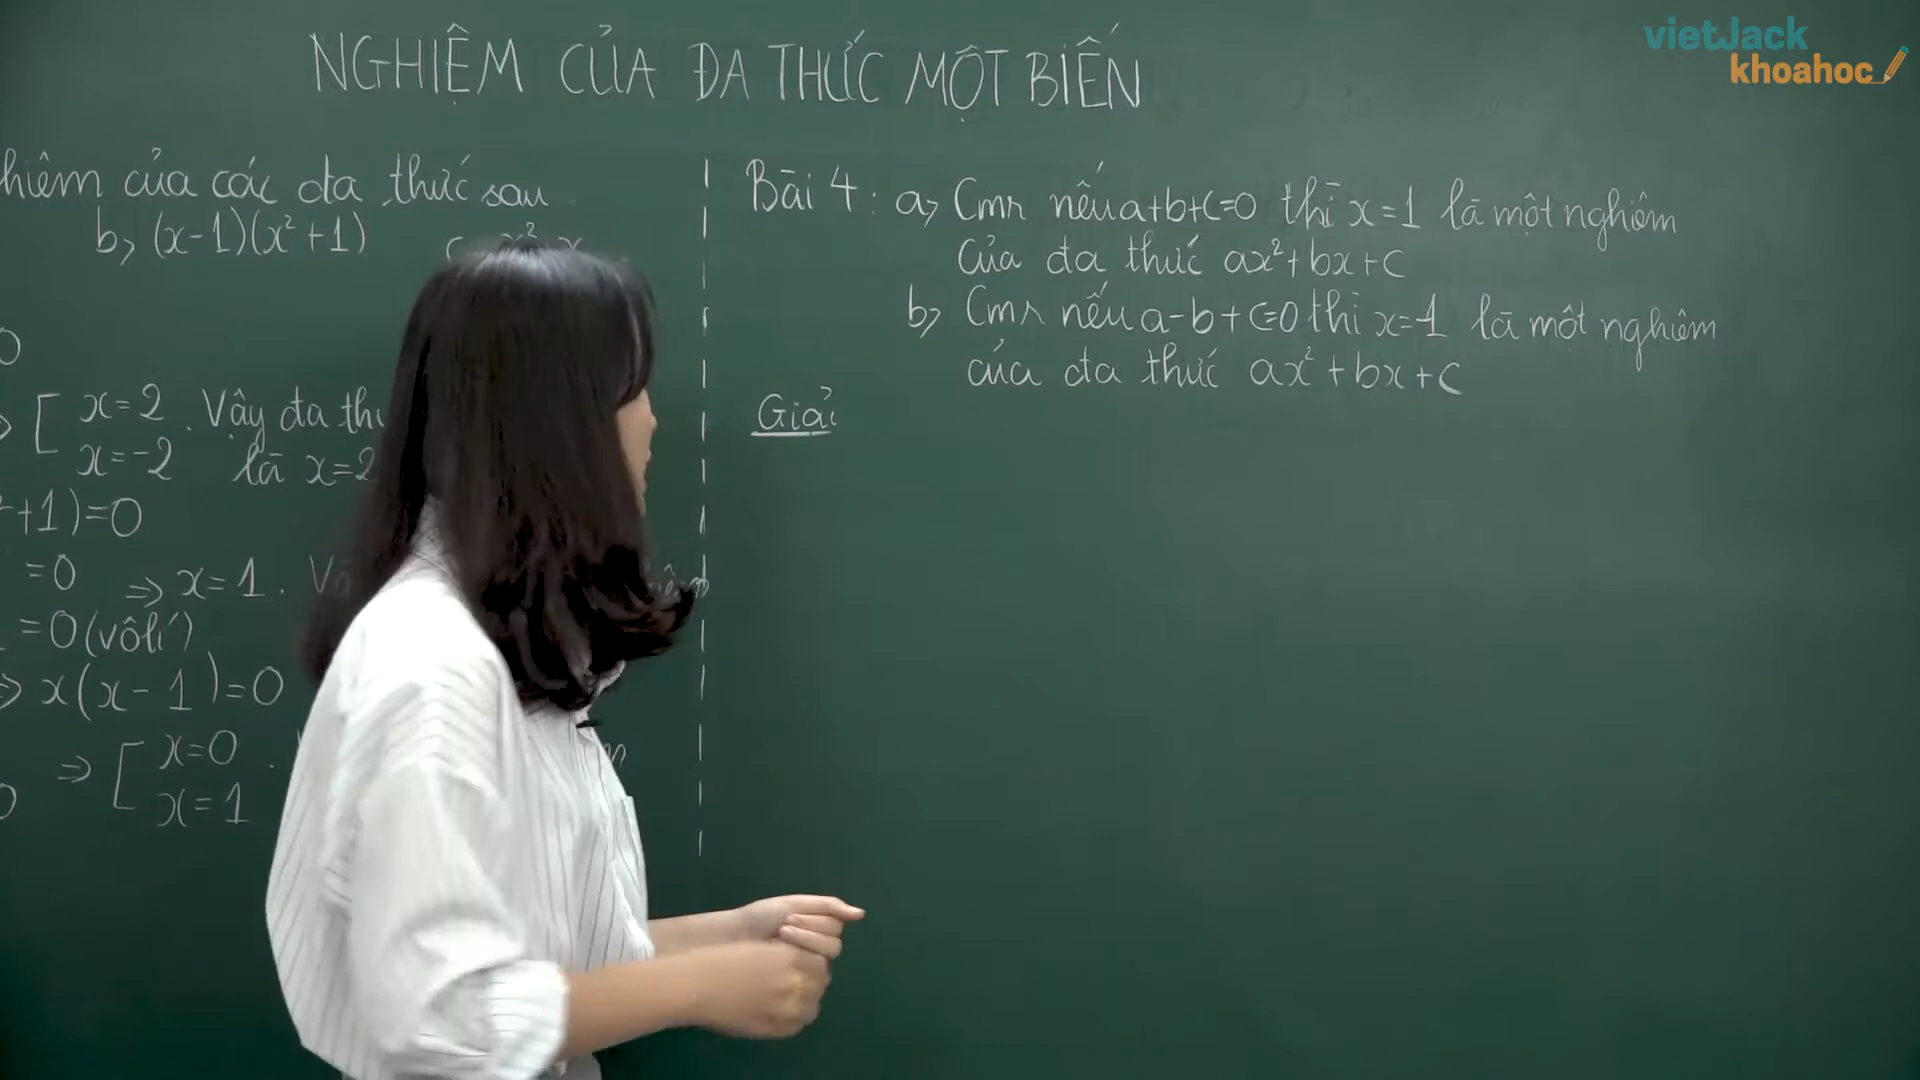 vietJack
khoahoc
NGHIỆM CỦA ĐA THỨC MỘT BIẾN
của các đa thức sau
b, (x-1)(x²+1)
0
[ x=2 . Vậy đa
x=-2 là x=2
+1)=0
=0 => x=1.
=0 (vô lí)
=> x(x-1)=0
=> [ x=0 .
0 x=1
Bài 4: a, Cmr nếu a+b+c=0 thì x=1 là một nghiệm
của đa thức ax²+bx+c
b, Cmr nếu a-b+c=0 thì x=-1 là một nghiệm
của đa thức ax²+bx+c
Giải